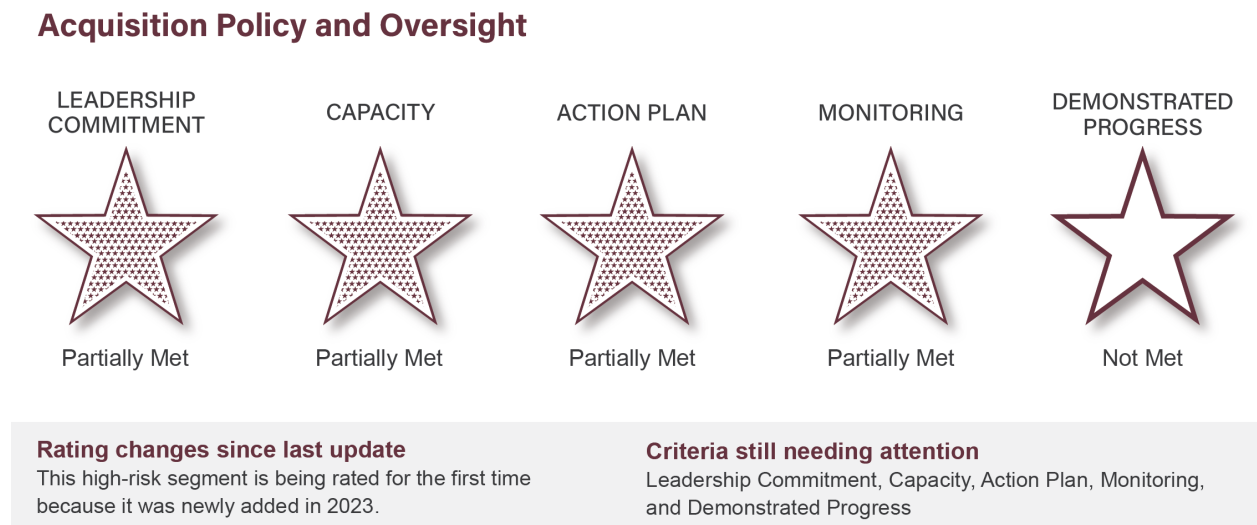 Acquisition Policy and Oversight
LEADERSHIP
COMMITMENT
CAPACITY
ACTION PLAN
MONITORING
DEMONSTRATED
PROGRESS
Partially Met
Partially Met
Partially Met
Partially Met
Not Met
Rating changes since last update
This high-risk segment is being rated for the first time
because it was newly added in 2023.
Criteria still needing attention
Leadership Commitment, Capacity, Action Plan, Monitoring,
and Demonstrated Progress